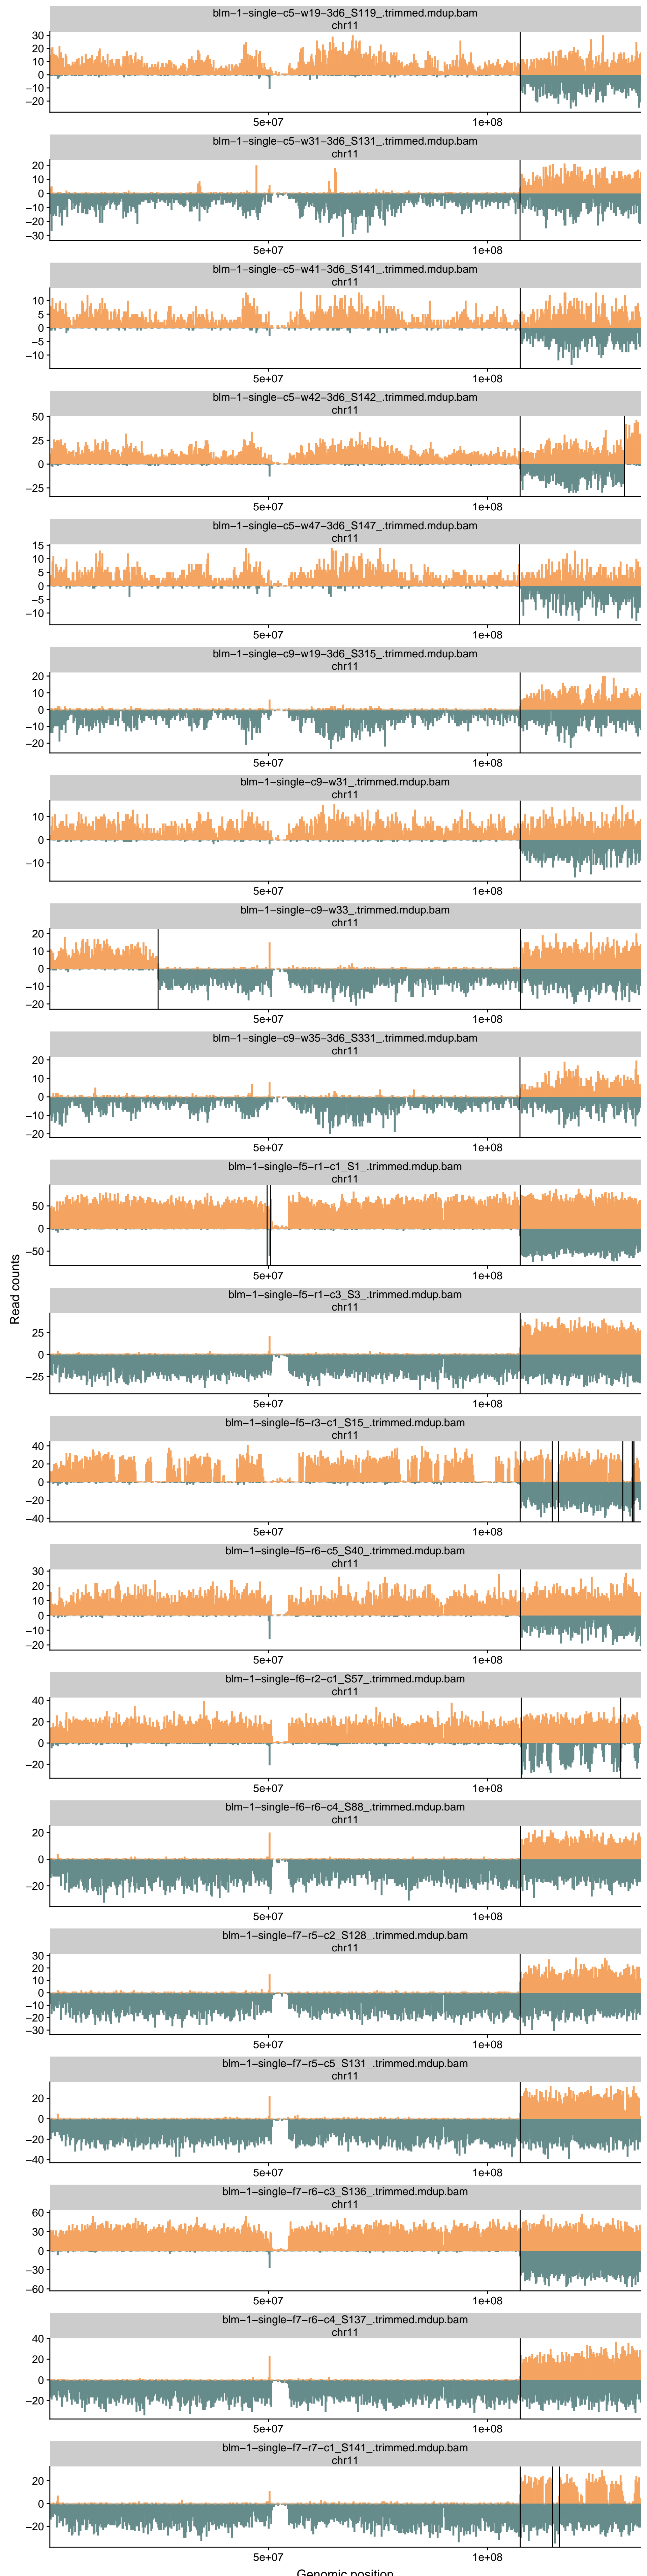 blm−1−single−c5−w19−3d6_S119_.trimmed.mdup.bam
chr11
30
20
10
0
−10
−20
5e+07
1e+08
blm−1−single−c5−w31−3d6_S131_.trimmed.mdup.bam
chr11
20
10
0
−10
−20
−30
5e+07
1e+08
blm−1−single−c5−w41−3d6_S141_.trimmed.mdup.bam
chr11
10
5
0
−5
−10
5e+07
1e+08
blm−1−single−c5−w42−3d6_S142_.trimmed.mdup.bam
chr11
50
25
0
−25
5e+07
1e+08
blm−1−single−c5−w47−3d6_S147_.trimmed.mdup.bam
chr11
15
10
5
0
−5
−10
5e+07
1e+08
blm−1−single−c9−w19−3d6_S315_.trimmed.mdup.bam
chr11
20
10
0
−10
−20
5e+07
1e+08
blm−1−single−c9−w31_.trimmed.mdup.bam
chr11
10
0
−10
5e+07
1e+08
blm−1−single−c9−w33_.trimmed.mdup.bam
chr11
20
10
0
−10
−20
5e+07
1e+08
blm−1−single−c9−w35−3d6_S331_.trimmed.mdup.bam
chr11
20
10
0
−10
−20
5e+07
1e+08
blm−1−single−f5−r1−c1_S1_.trimmed.mdup.bam
chr11
50
0
−50
5e+07
1e+08
Read counts
blm−1−single−f5−r1−c3_S3_.trimmed.mdup.bam
chr11
25
0
−25
5e+07
1e+08
blm−1−single−f5−r3−c1_S15_.trimmed.mdup.bam
chr11
40
20
0
−20
−40
5e+07
1e+08
blm−1−single−f5−r6−c5_S40_.trimmed.mdup.bam
chr11
30
20
10
0
−10
−20
5e+07
1e+08
blm−1−single−f6−r2−c1_S57_.trimmed.mdup.bam
chr11
40
20
0
−20
5e+07
1e+08
blm−1−single−f6−r6−c4_S88_.trimmed.mdup.bam
chr11
20
0
−20
5e+07
1e+08
blm−1−single−f7−r5−c2_S128_.trimmed.mdup.bam
chr11
30
20
10
0
−10
−20
−30
5e+07
1e+08
blm−1−single−f7−r5−c5_S131_.trimmed.mdup.bam
chr11
20
0
−20
−40
5e+07
1e+08
blm−1−single−f7−r6−c3_S136_.trimmed.mdup.bam
chr11
60
30
0
−30
−60
5e+07
1e+08
blm−1−single−f7−r6−c4_S137_.trimmed.mdup.bam
chr11
40
20
0
−20
5e+07
1e+08
blm−1−single−f7−r7−c1_S141_.trimmed.mdup.bam
chr11
20
0
−20
5e+07
1e+08
Genomic position